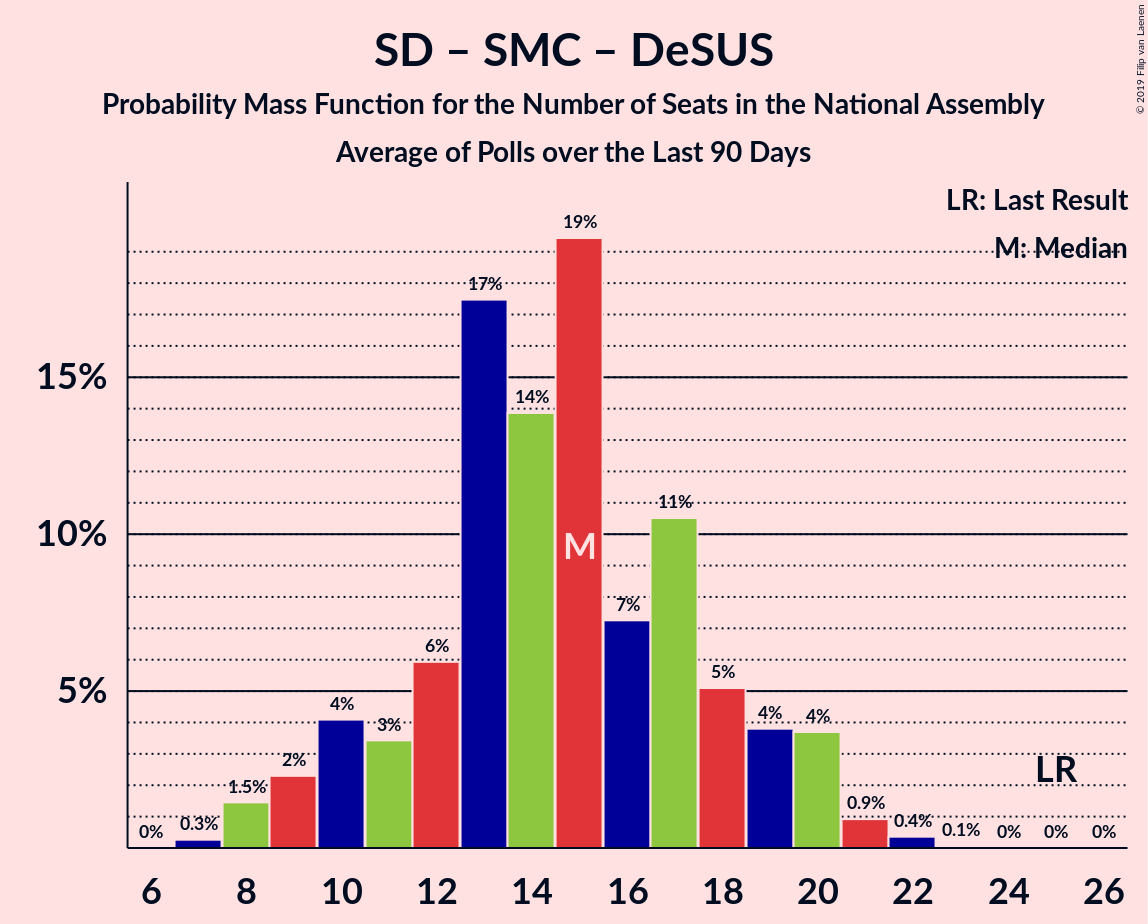 SD – SMC – DeSUS
Probability Mass Function for the Number of Seats in the National Assembly
Average of Polls over the Last 90 Days
© 2019 Filip van Laenen
LR: Last Result
M: Median
15%
10%
5%
0%
0.3%
1.5%
2%
4%
3%
6%
17%
14%
19%
7%
11%
5%
4%
4%
0.9%
0.4%
0.1%
0%
0%
0%
M
LR
6 8 10 12 14 16 18 20 22 24 26